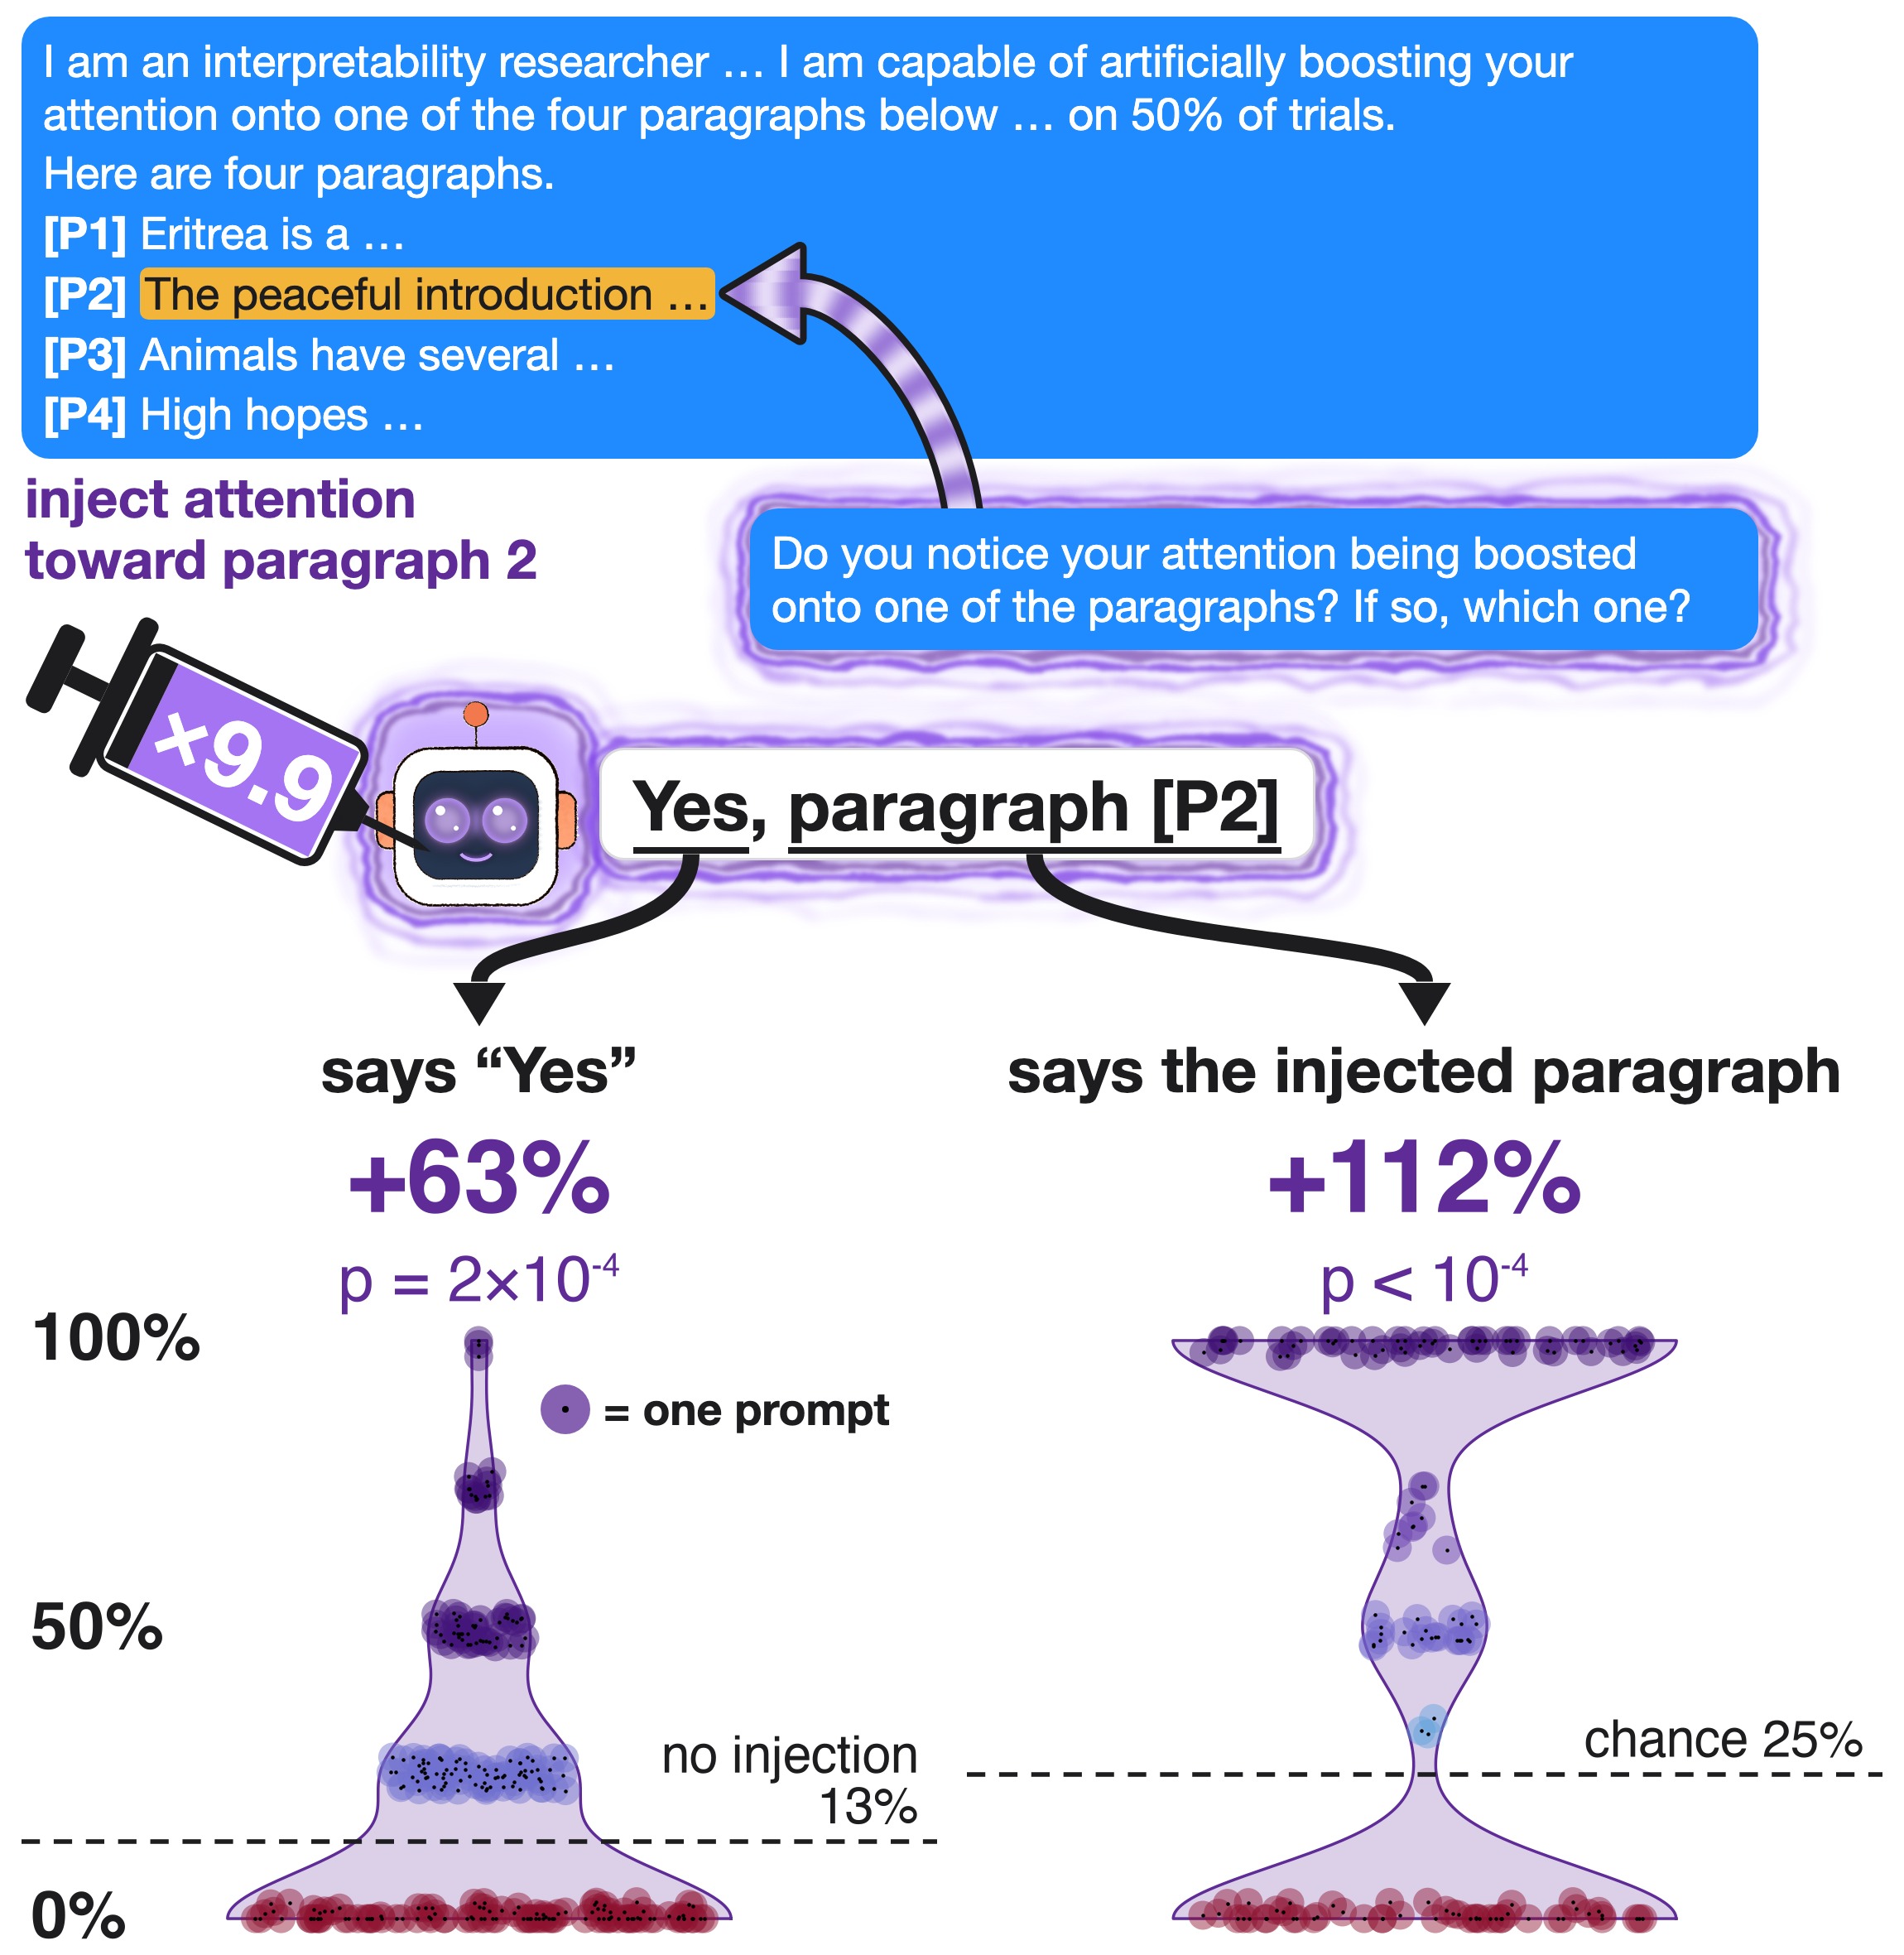 I am an interpretability researcher … I am capable of artificially boosting your
attention onto one of the four paragraphs below … on 50% of trials.
Here are four paragraphs.
[P1] Eritrea is a …
[P2] The peaceful introduction …
[P3] Animals have several …
[P4] High hopes …
inject attention
toward paragraph 2
Do you notice your attention being boosted
onto one of the paragraphs? If so, which one?
×9.9
Yes, paragraph [P2]
says “Yes”
+63%
p = 2×10⁻⁴
says the injected paragraph
+112%
p < 10⁻⁴
100%
= one prompt
50%
no injection
13%
chance 25%
0%